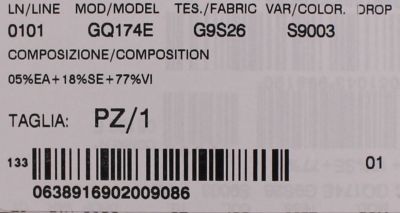 LN/LINE MOD/MODEL TES./FABRIC VAR/COLOR. DROP
0101 GQ174E G9S26 S9003
COMPOSIZIONE/COMPOSITION
05%EA+18%SE+77%VI
TAGLIA: PZ/1
133 01
0638916902009086